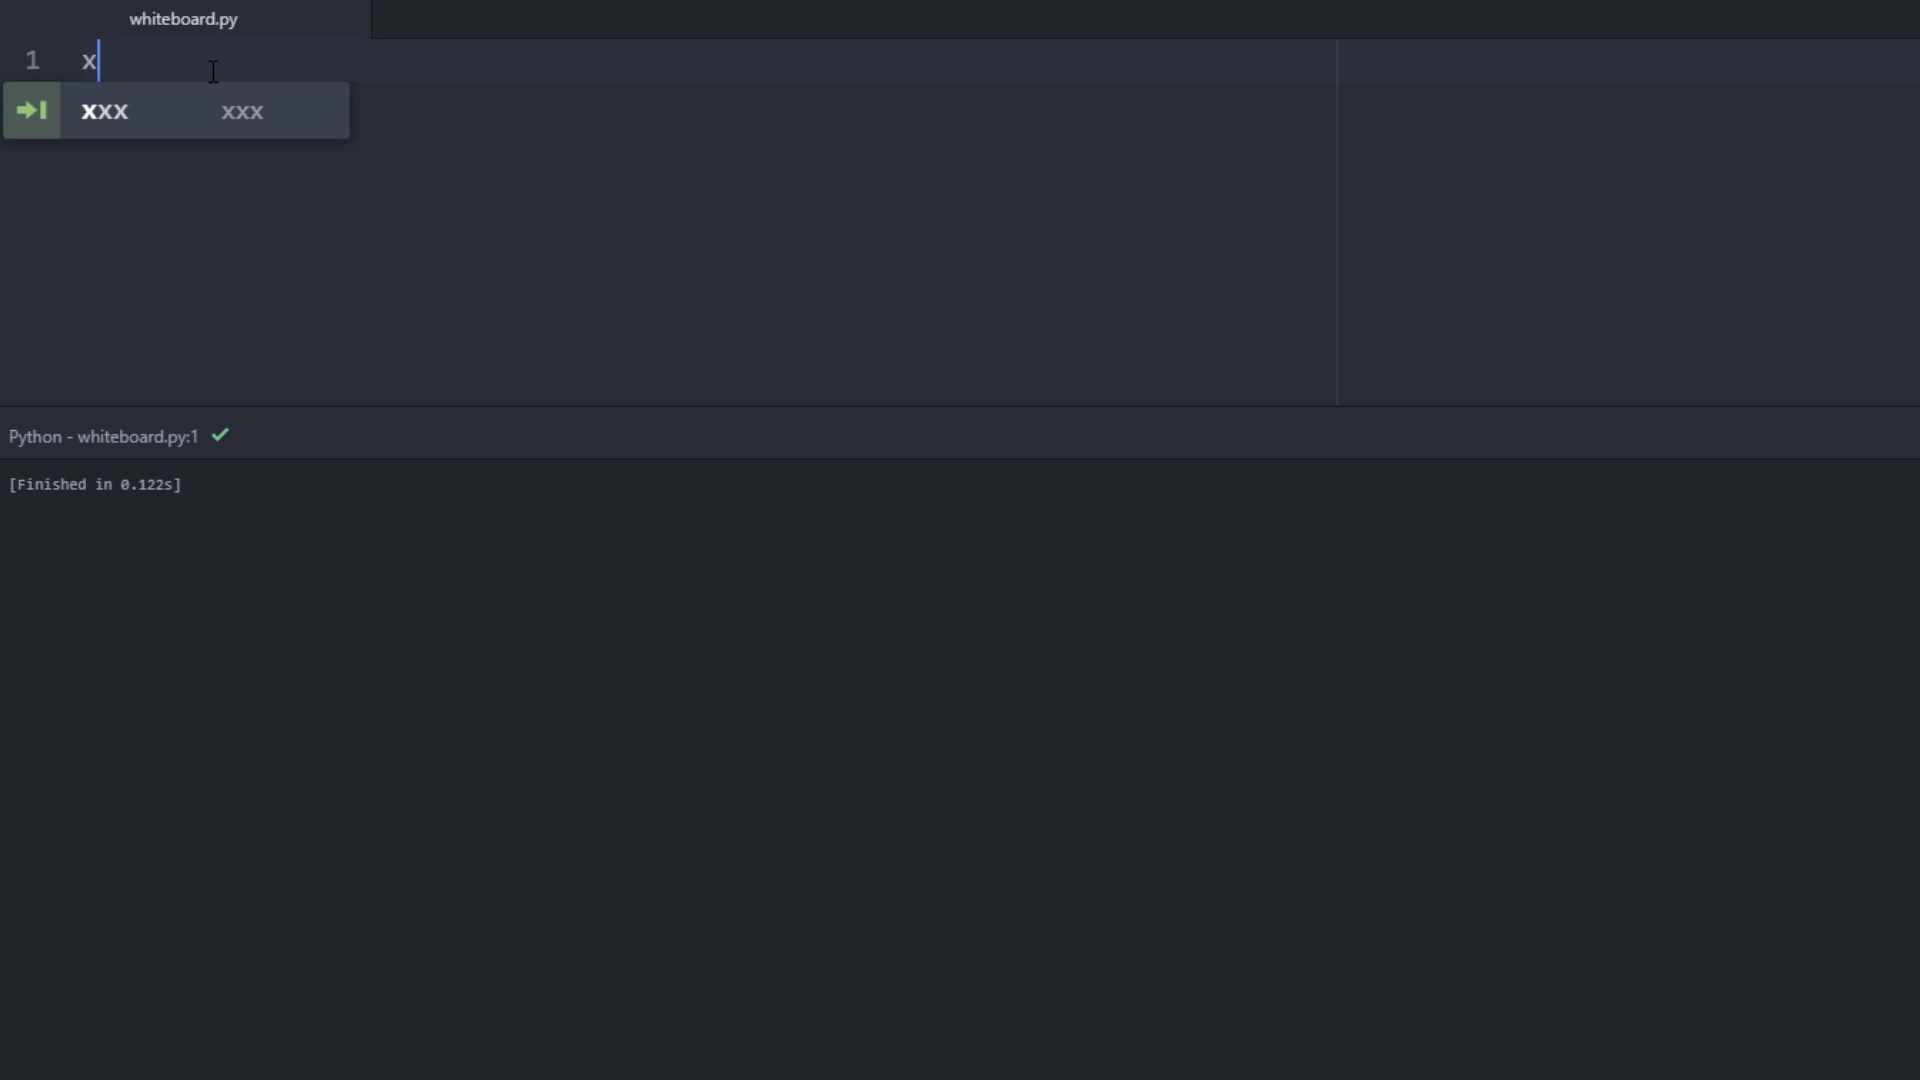 whiteboard.py
1 x
xxx xxx
Python - whiteboard.py:1
[Finished in 0.122s]